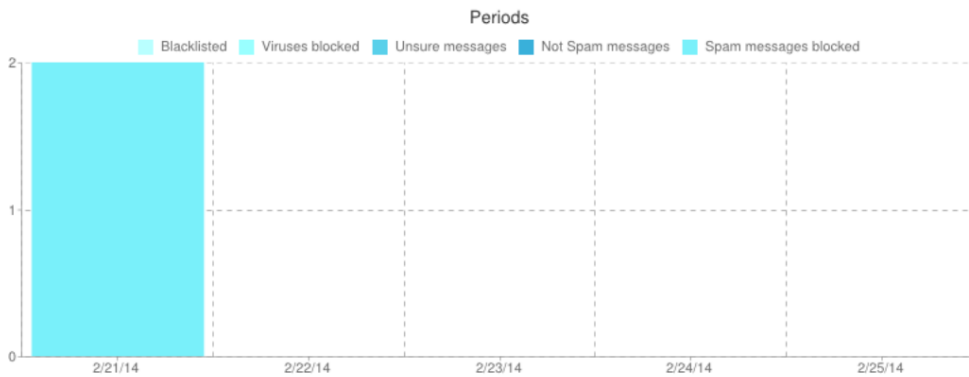 Periods
Blacklisted Viruses blocked Unsure messages Not Spam messages Spam messages blocked
2
1
0
2/21/14 2/22/14 2/23/14 2/24/14 2/25/14